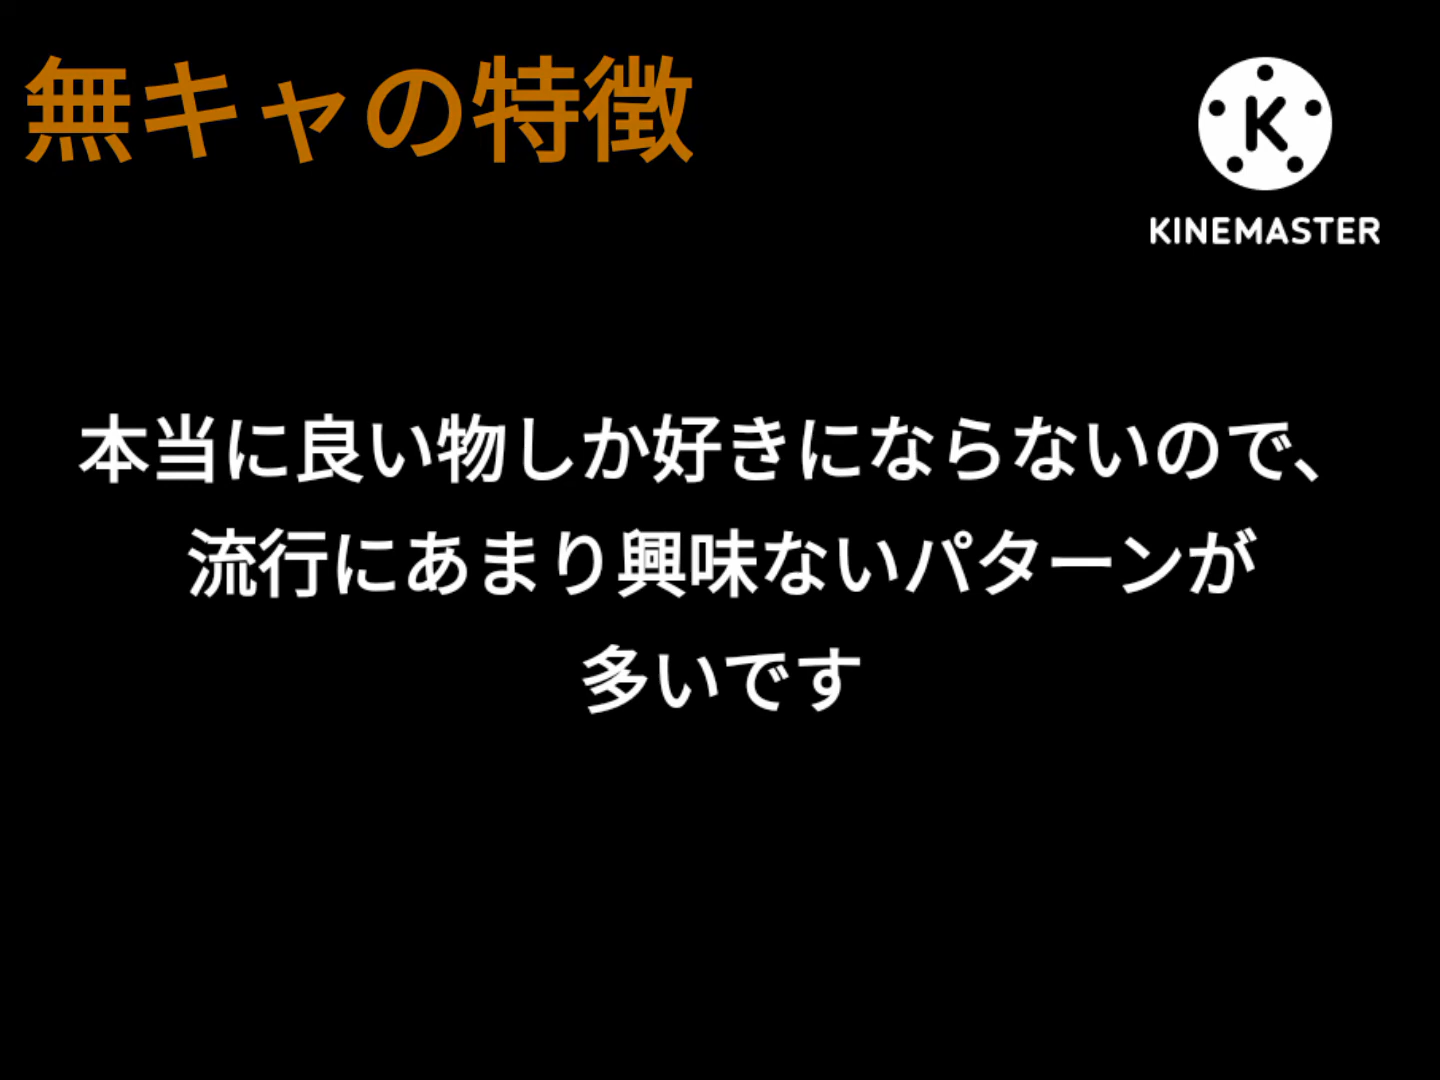 無キャの特徴
K
KINEMASTER
本当に良い物しか好きにならないので、
流行にあまり興味ないパターンが
多いです